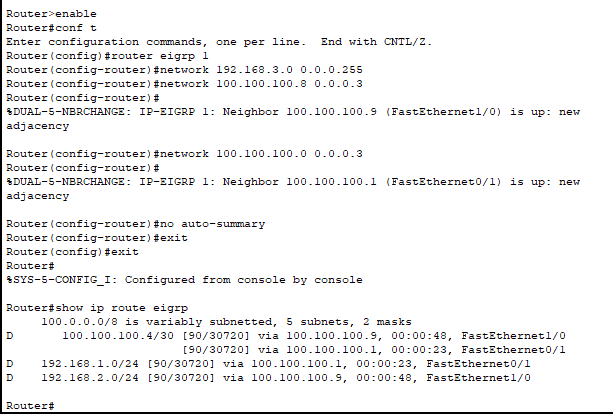 Router>enable
Router#conf t
Enter configuration commands, one per line.  End with CNTL/Z.
Router(config)#router eigrp 1
Router(config-router)#network 192.168.3.0 0.0.0.255
Router(config-router)#network 100.100.100.8 0.0.0.3
Router(config-router)#
%DUAL-5-NBRCHANGE: IP-EIGRP 1: Neighbor 100.100.100.9 (FastEthernet1/0) is up: new
adjacency

Router(config-router)#network 100.100.100.0 0.0.0.3
Router(config-router)#
%DUAL-5-NBRCHANGE: IP-EIGRP 1: Neighbor 100.100.100.1 (FastEthernet0/1) is up: new
adjacency

Router(config-router)#no auto-summary
Router(config-router)#exit
Router(config)#exit
Router#
%SYS-5-CONFIG_I: Configured from console by console

Router#show ip route eigrp
     100.0.0.0/8 is variably subnetted, 5 subnets, 2 masks
D       100.100.100.4/30 [90/30720] via 100.100.100.9, 00:00:48, FastEthernet1/0
                         [90/30720] via 100.100.100.1, 00:00:23, FastEthernet0/1
D    192.168.1.0/24 [90/30720] via 100.100.100.1, 00:00:23, FastEthernet0/1
D    192.168.2.0/24 [90/30720] via 100.100.100.9, 00:00:48, FastEthernet1/0

Router#